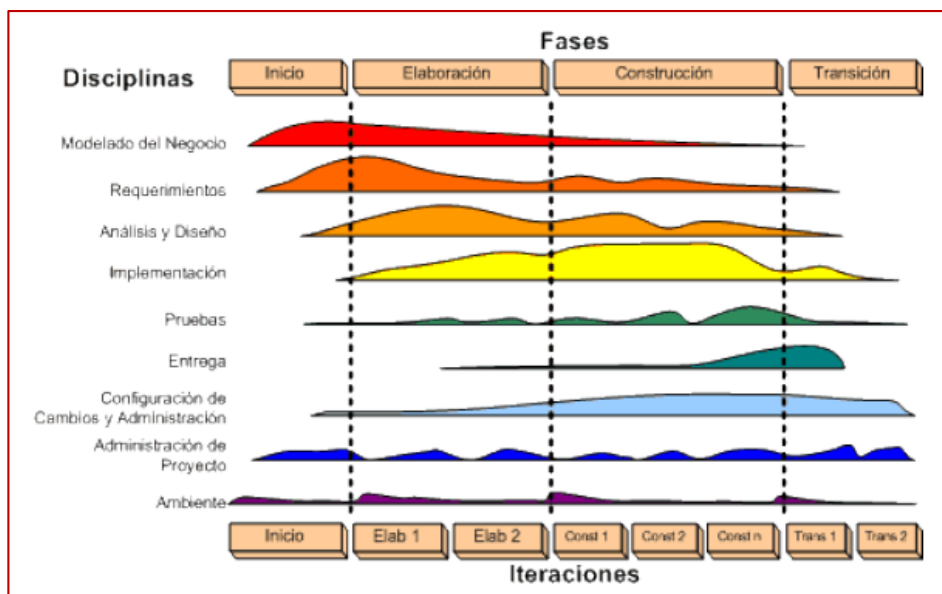 Fases
Disciplinas
Inicio
Elaboración
Construcción
Transición
Modelado del Negocio
Requerimientos
Análisis y Diseño
Implementación
Pruebas
Entrega
Configuración de
Cambios y Administración
Administración de
Proyecto
Ambiente
Inicio
Elab 1
Elab 2
Const 1
Const 2
Const n
Trans 1
Trans 2
Iteraciones